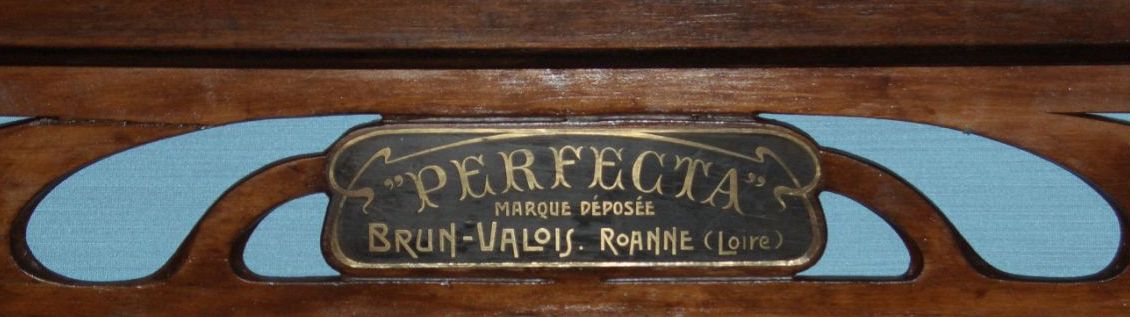 "PERFECTA"
MARQUE DÉPOSÉE
BRUN-VALOIS. ROANNE (Loire)